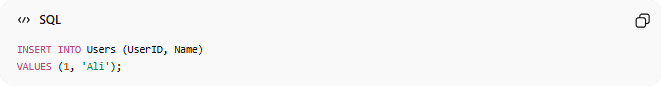 </> SQL
INSERT INTO Users (UserID, Name)
VALUES (1, 'Ali');